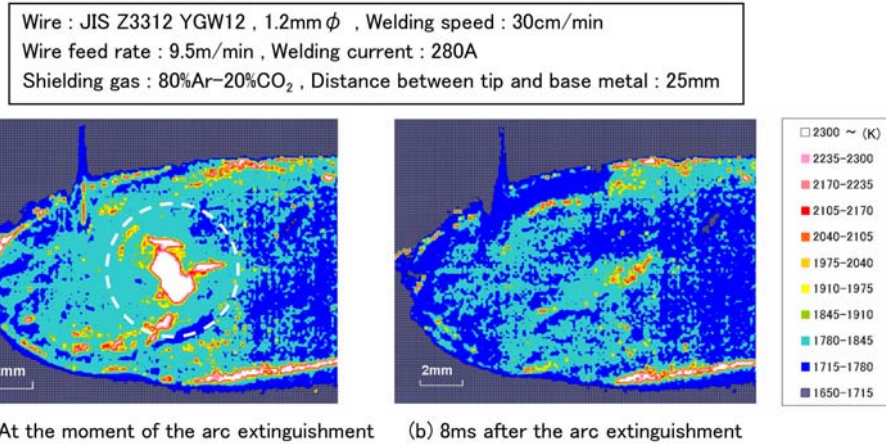 Wire : JIS Z3312 YGW12 , 1.2mmϕ , Welding speed : 30cm/min
Wire feed rate : 9.5m/min , Welding current : 280A
Shielding gas : 80%Ar-20%CO₂ , Distance between tip and base metal : 25mm
2300 ~ (K)
2235-2300
2170-2235
2105-2170
2040-2105
1975-2040
1910-1975
1845-1910
1780-1845
1715-1780
1650-1715
mm
2mm
At the moment of the arc extinguishment
(b) 8ms after the arc extinguishment